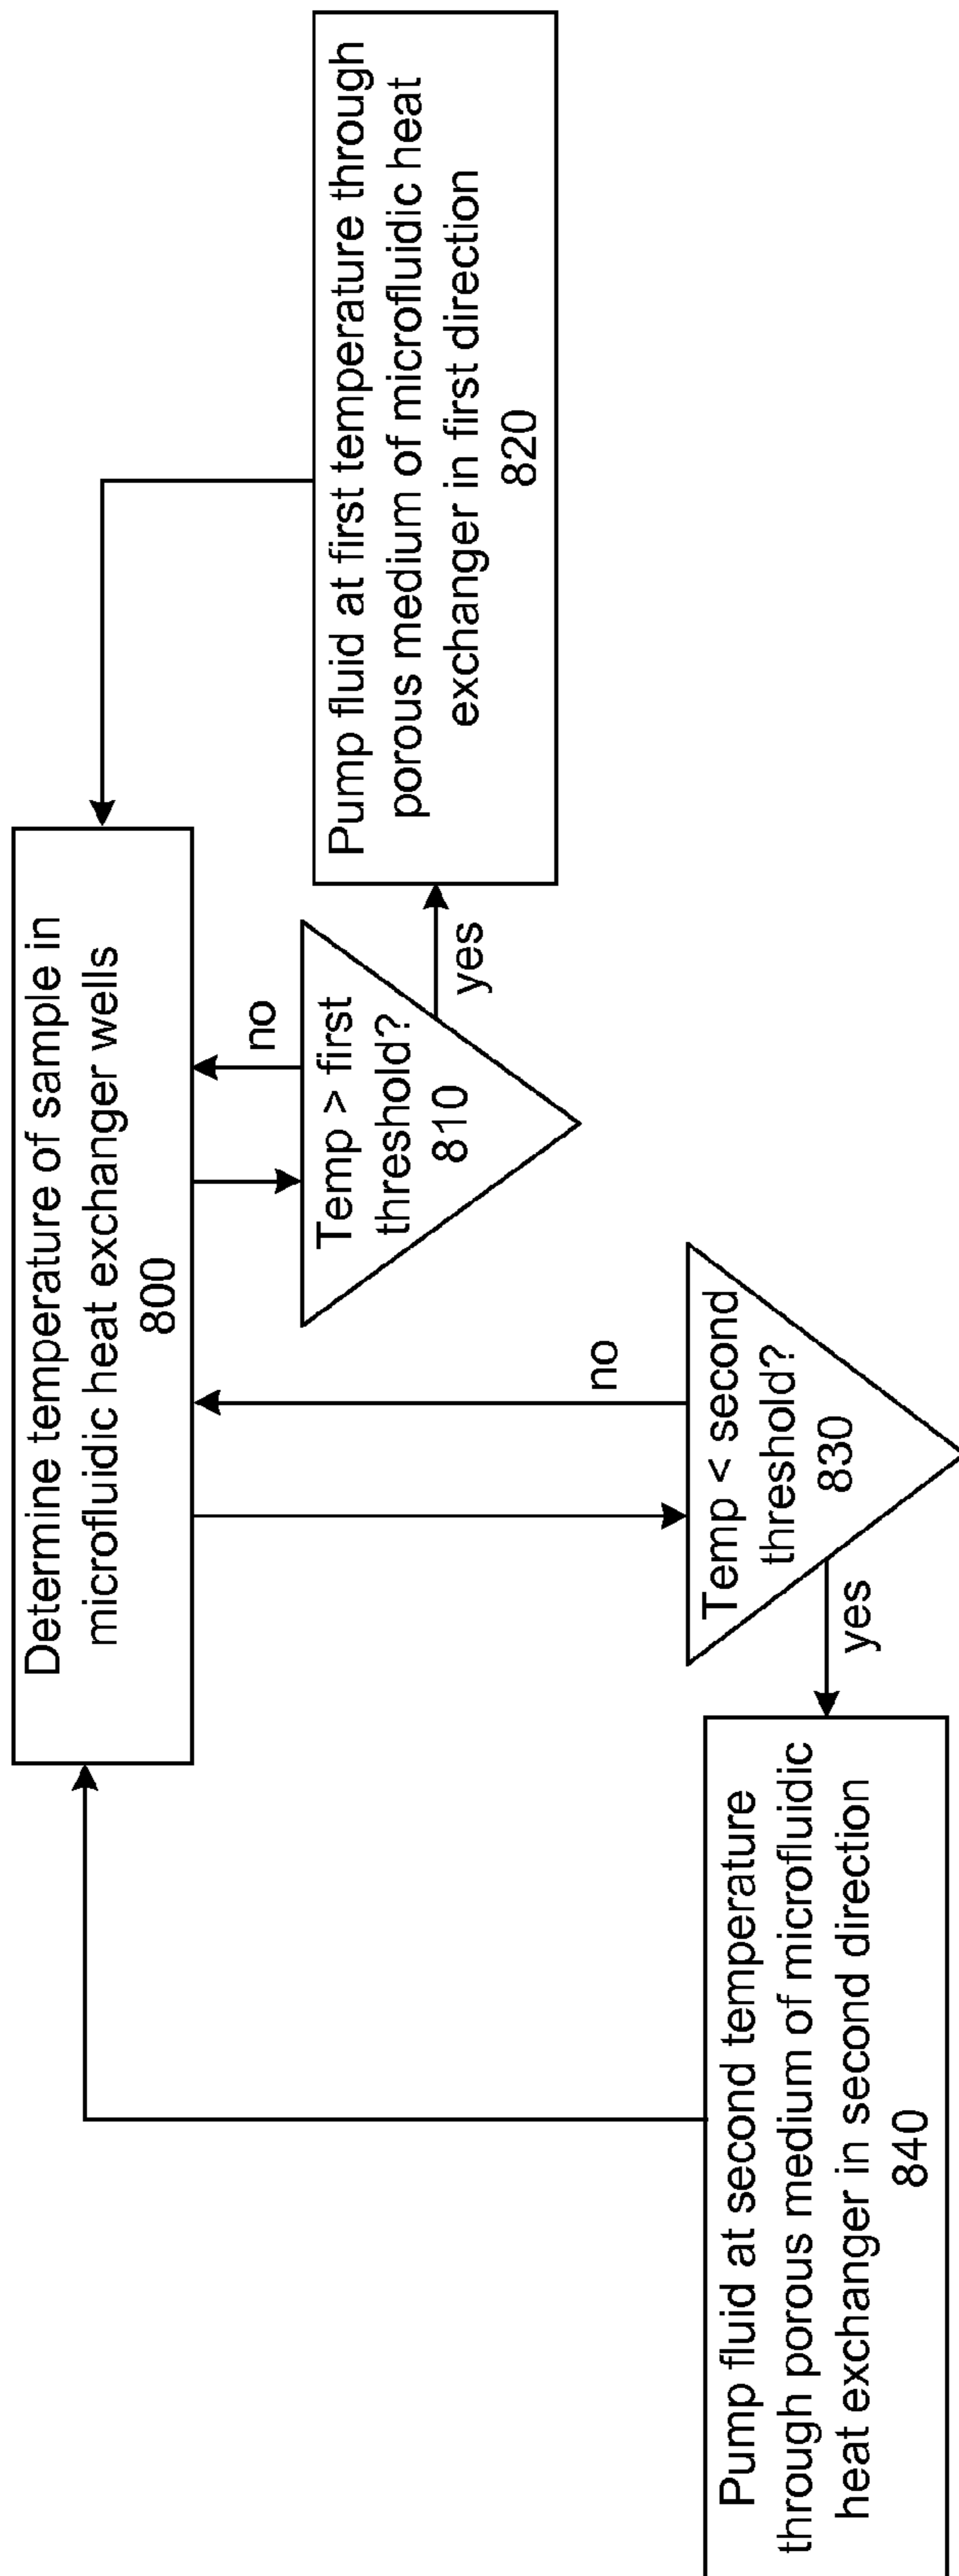 Determine temperature of sample in
microfluidic heat exchanger wells
800
no
Temp > first
threshold?
810
yes
Pump fluid at first temperature through
porous medium of microfluidic heat
exchanger in first direction
820
no
Temp < second
threshold?
830
yes
Pump fluid at second temperature
through porous medium of microfluidic
heat exchanger in second direction
840